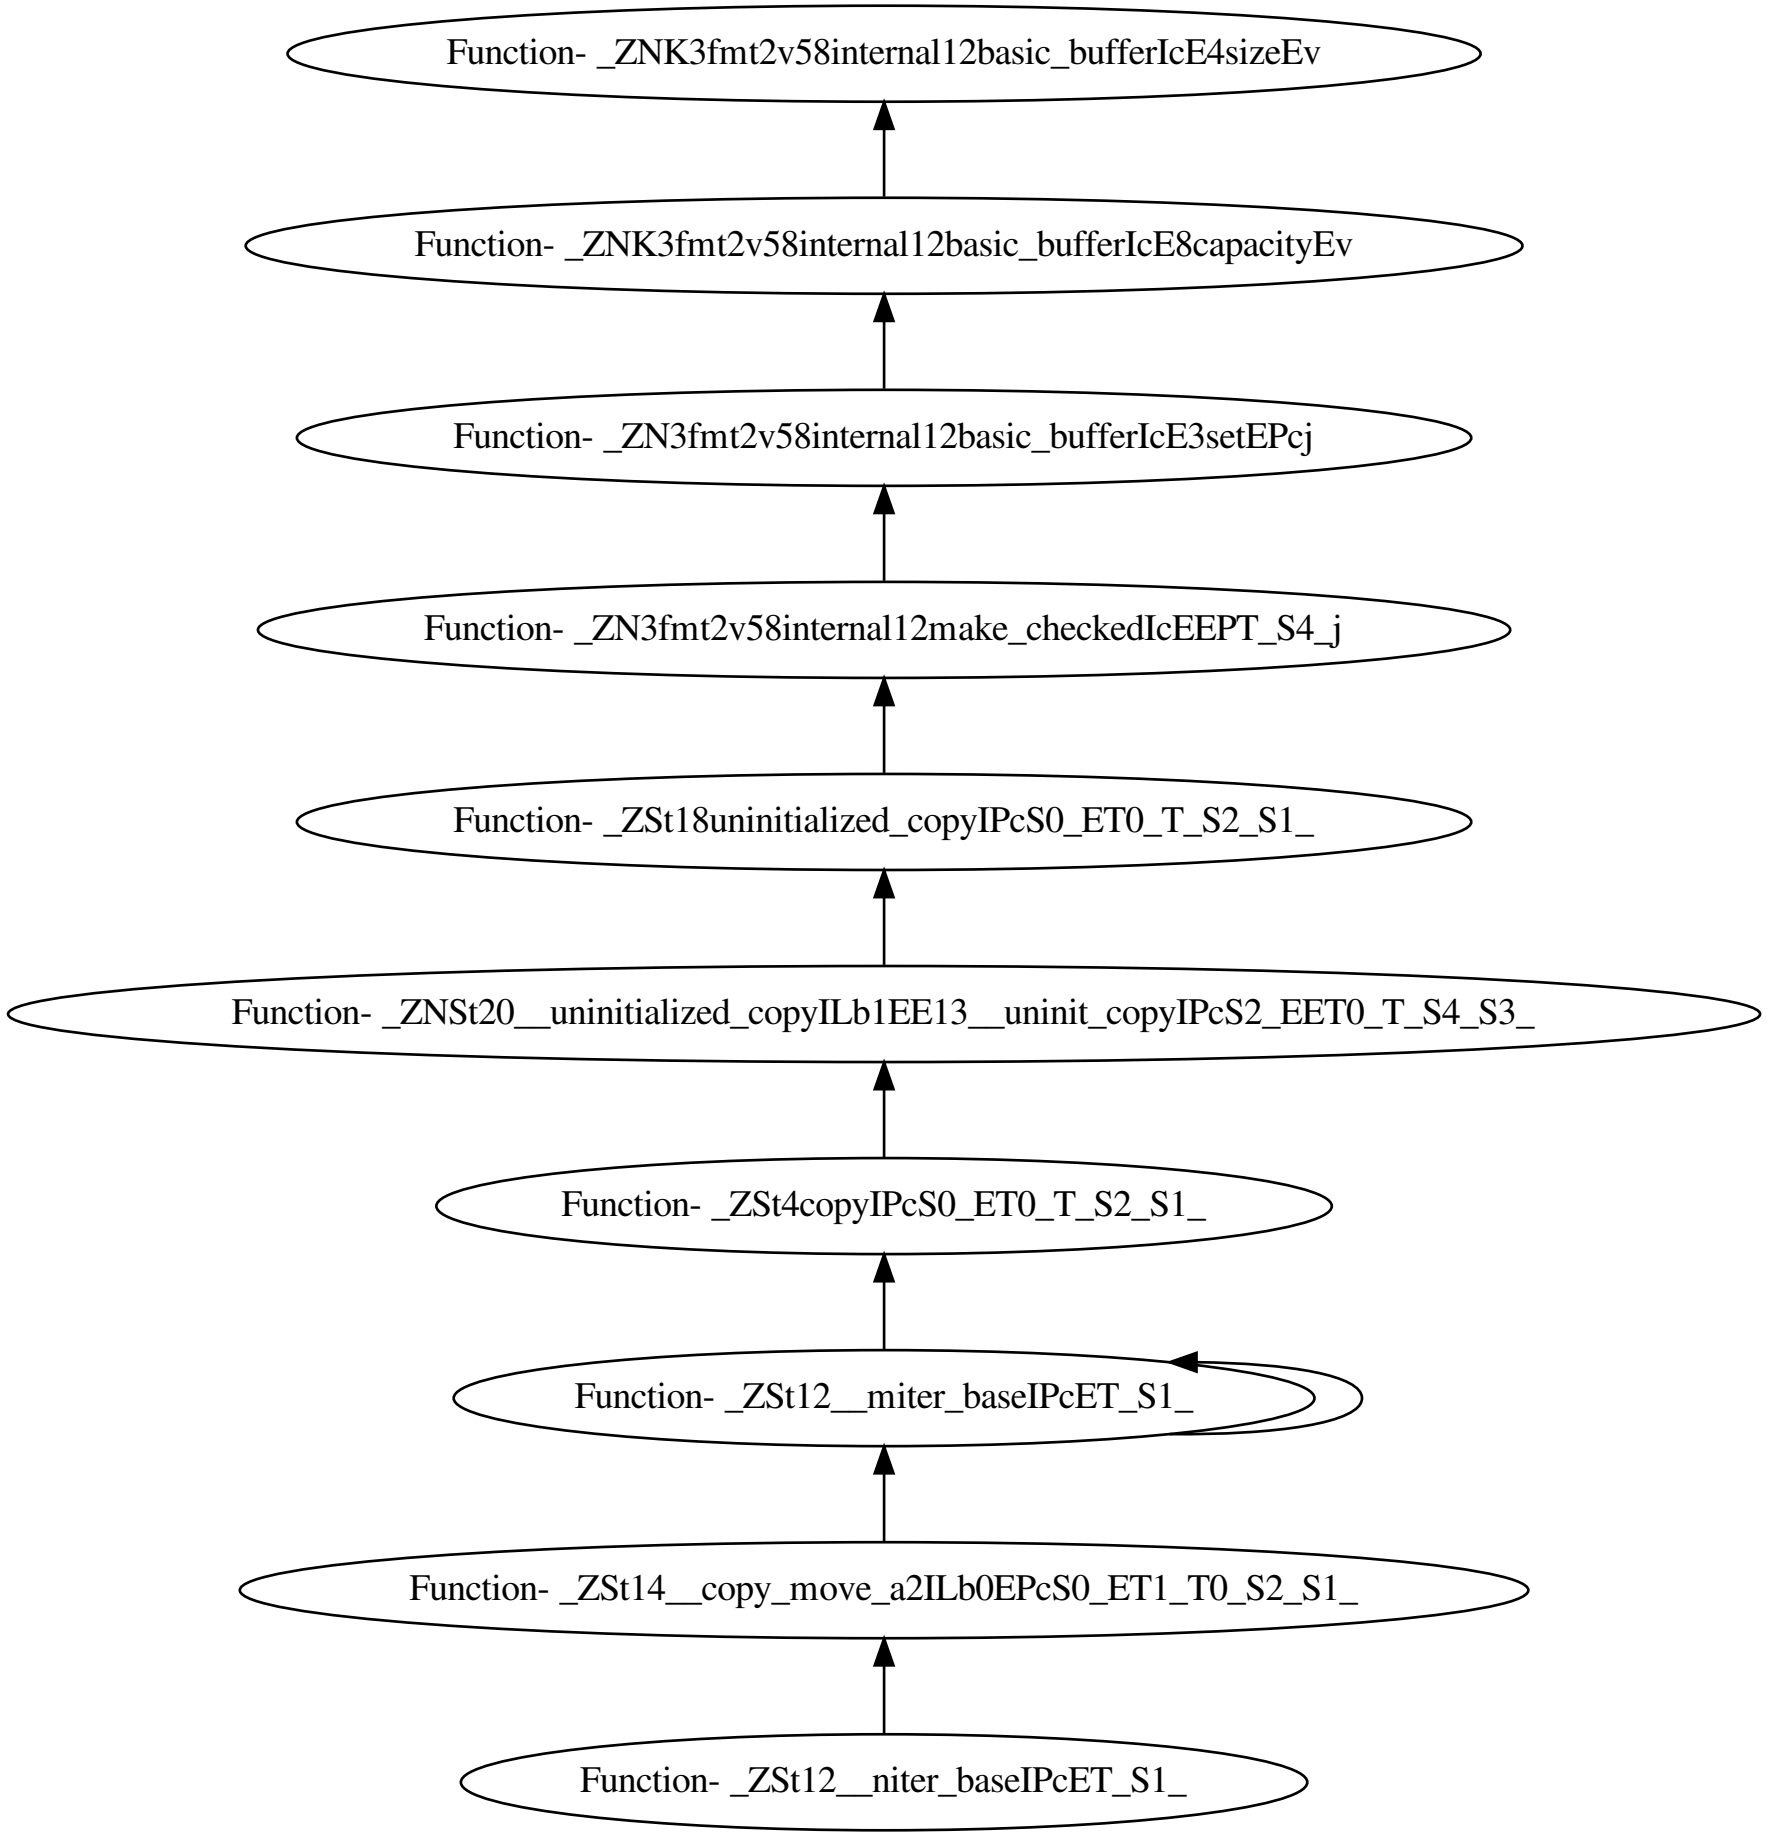 Function- _ZNK3fmt2v58internal12basic_bufferIcE4sizeEv
Function- _ZNK3fmt2v58internal12basic_bufferIcE8capacityEv
Function- _ZN3fmt2v58internal12basic_bufferIcE3setEPcj
Function- _ZN3fmt2v58internal12make_checkedIcEEPT_S4_j
Function- _ZSt18uninitialized_copyIPcS0_ET0_T_S2_S1_
Function- _ZNSt20__uninitialized_copyILb1EE13__uninit_copyIPcS2_EET0_T_S4_S3_
Function- _ZSt4copyIPcS0_ET0_T_S2_S1_
Function- _ZSt12__miter_baseIPcET_S1_
Function- _ZSt14__copy_move_a2ILb0EPcS0_ET1_T0_S2_S1_
Function- _ZSt12__niter_baseIPcET_S1_